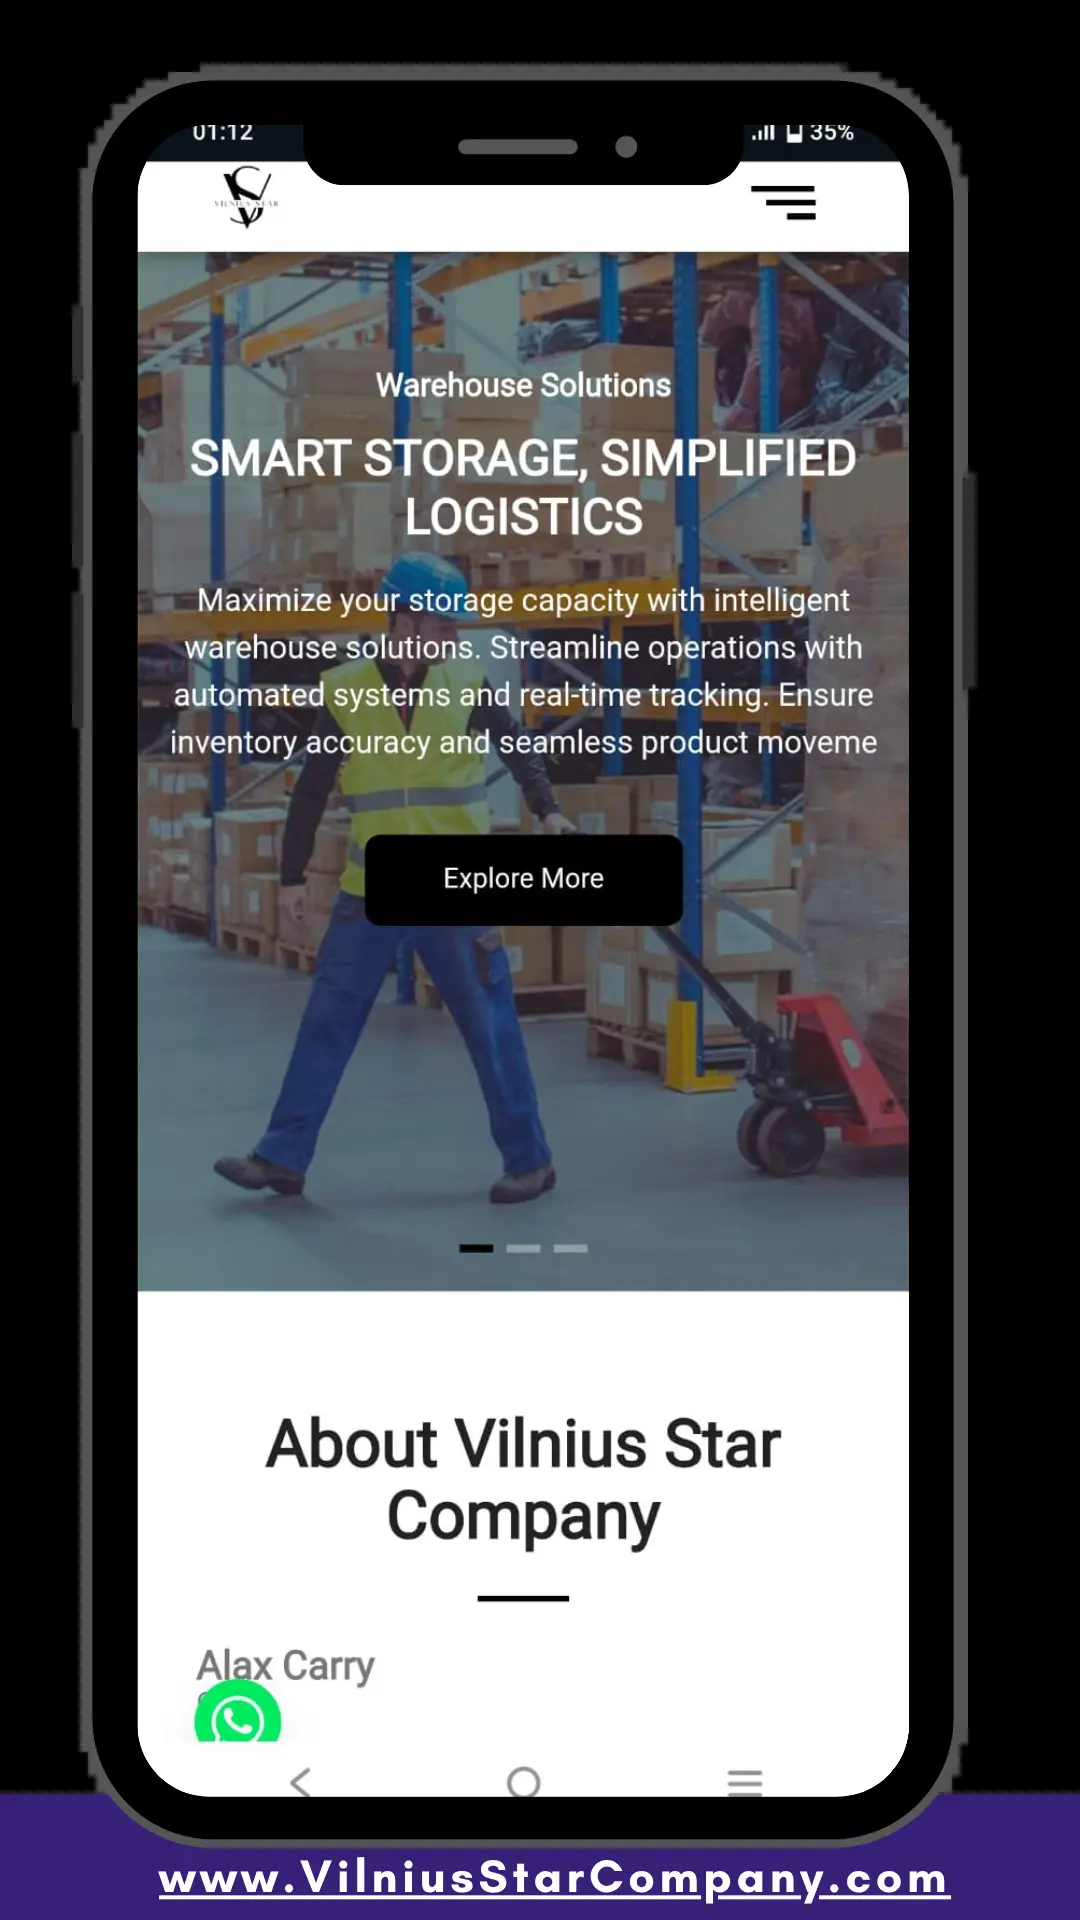 01:12
35%
VILNIUS STAR
Warehouse Solutions
SMART STORAGE, SIMPLIFIED
LOGISTICS
Maximize your storage capacity with intelligent
warehouse solutions. Streamline operations with
automated systems and real-time tracking. Ensure
inventory accuracy and seamless product moveme
Explore More
About Vilnius Star
Company
Alax Carry
www.VilniusStarCompany.com